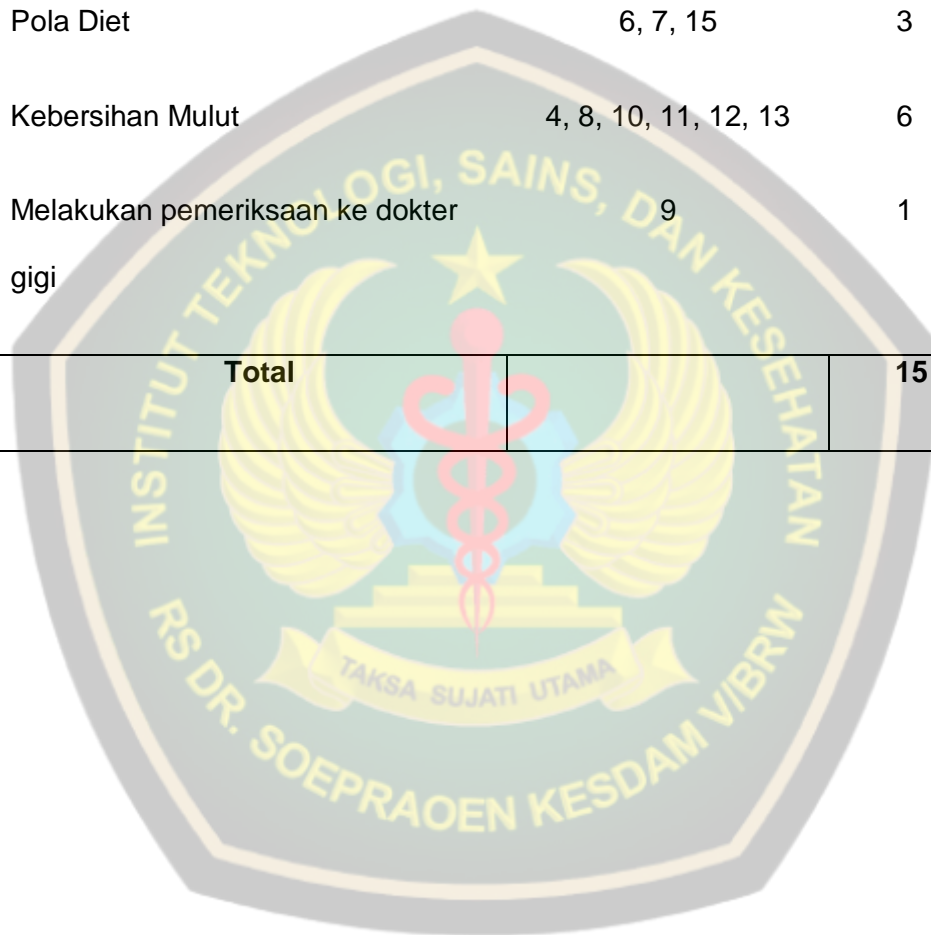 Pola Diet 6, 7, 15 3
Kebersihan Mulut 4, 8, 10, 11, 12, 13 6
Melakukan pemeriksaan ke dokter 9 1
gigi
Total 15
INSTITUT TEKNOLOGI, SAINS, DAN KESEHATAN
TAKSA SUJATI UTAMA
RS DR. SOEPRAOEN KESDAM V/BRW